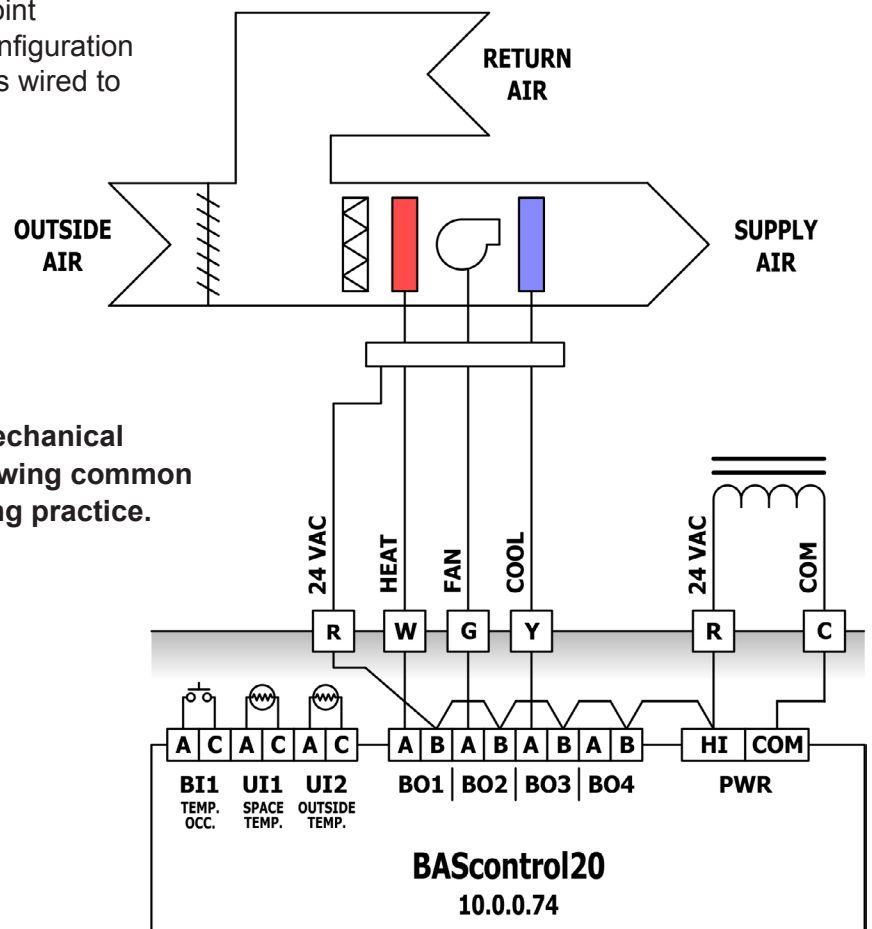 oint
nfiguration
s wired to
RETURN
AIR
OUTSIDE
AIR
SUPPLY
AIR
echanical
wing common
ng practice.
24 VAC
HEAT
FAN
COOL
24 VAC
COM
R W G Y R C
A C A C A C A B A B A B A B HI COM
BI1 UI1 UI2 BO1 BO2 BO3 BO4 PWR
TEMP. SPACE OUTSIDE
OCC. TEMP. TEMP.
BAScontrol20
10.0.0.74